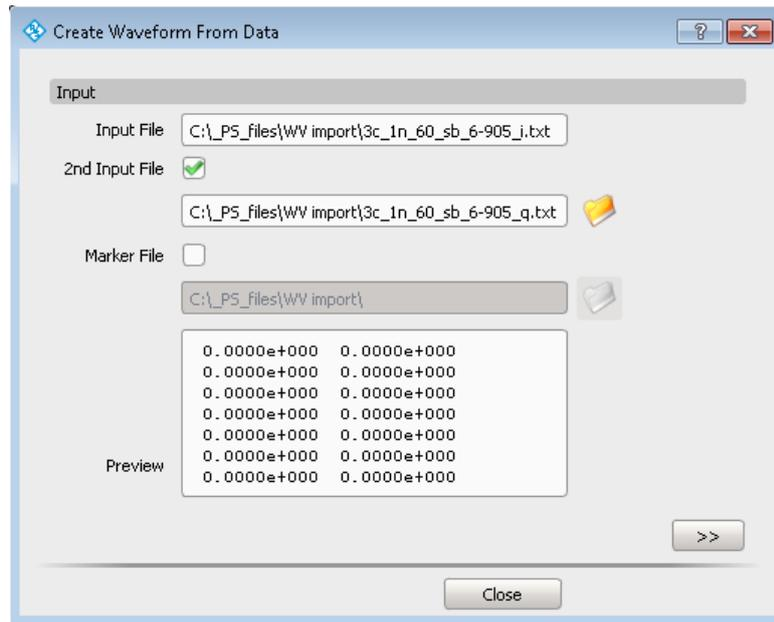 Create Waveform From Data
Input
Input File C:\_PS_files\WV import\3c_1n_60_sb_6-905_i.txt
2nd Input File
C:\_PS_files\WV import\3c_1n_60_sb_6-905_q.txt
Marker File
C:\_PS_files\WV import\
0.0000e+000 0.0000e+000
0.0000e+000 0.0000e+000
0.0000e+000 0.0000e+000
0.0000e+000 0.0000e+000
0.0000e+000 0.0000e+000
0.0000e+000 0.0000e+000
Preview
0.0000e+000 0.0000e+000
>>
Close